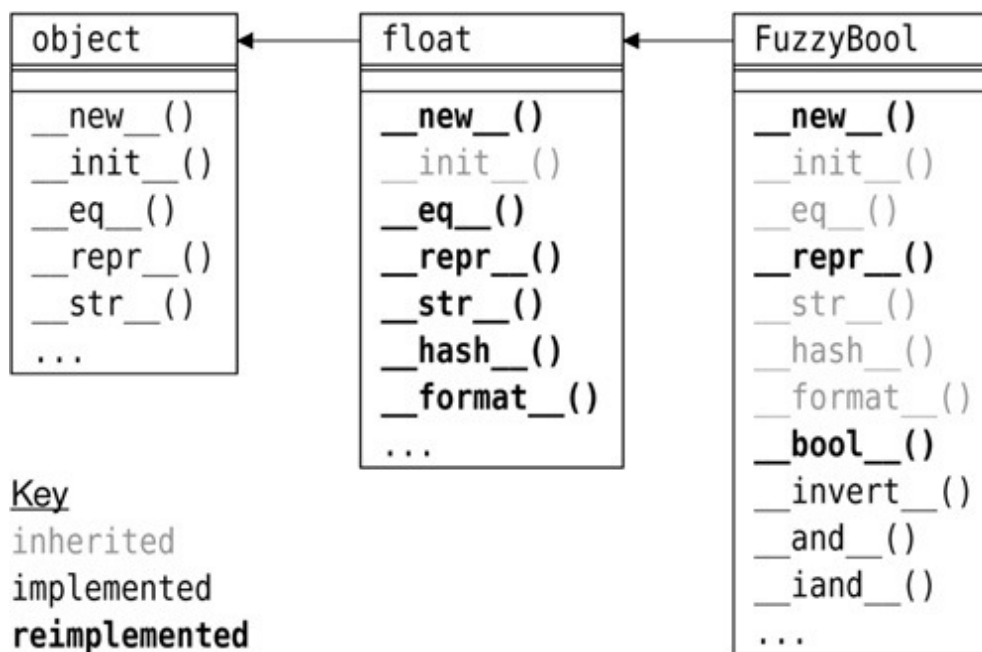 object
__new__()
__init__()
__eq__()
__repr__()
__str__()
...
float
__new__()
__init__()
__eq__()
__repr__()
__str__()
__hash__()
__format__()
...
FuzzyBool
__new__()
__init__()
__eq__()
__repr__()
__str__()
__hash__()
__format__()
__bool__()
__invert__()
__and__()
__iand__()
...
Key
inherited
implemented
reimplemented